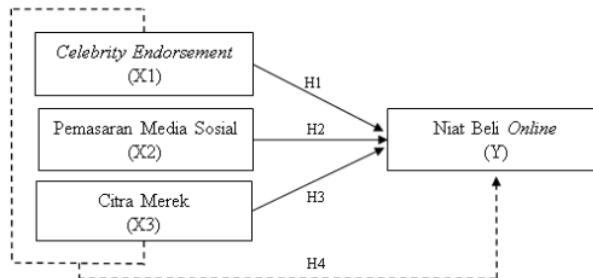 Celebrity Endorsement
(X1)
H1
Pemasaran Media Sosial
(X2)
H2
Niat Beli Online
(Y)
Citra Merek
(X3)
H3
H4